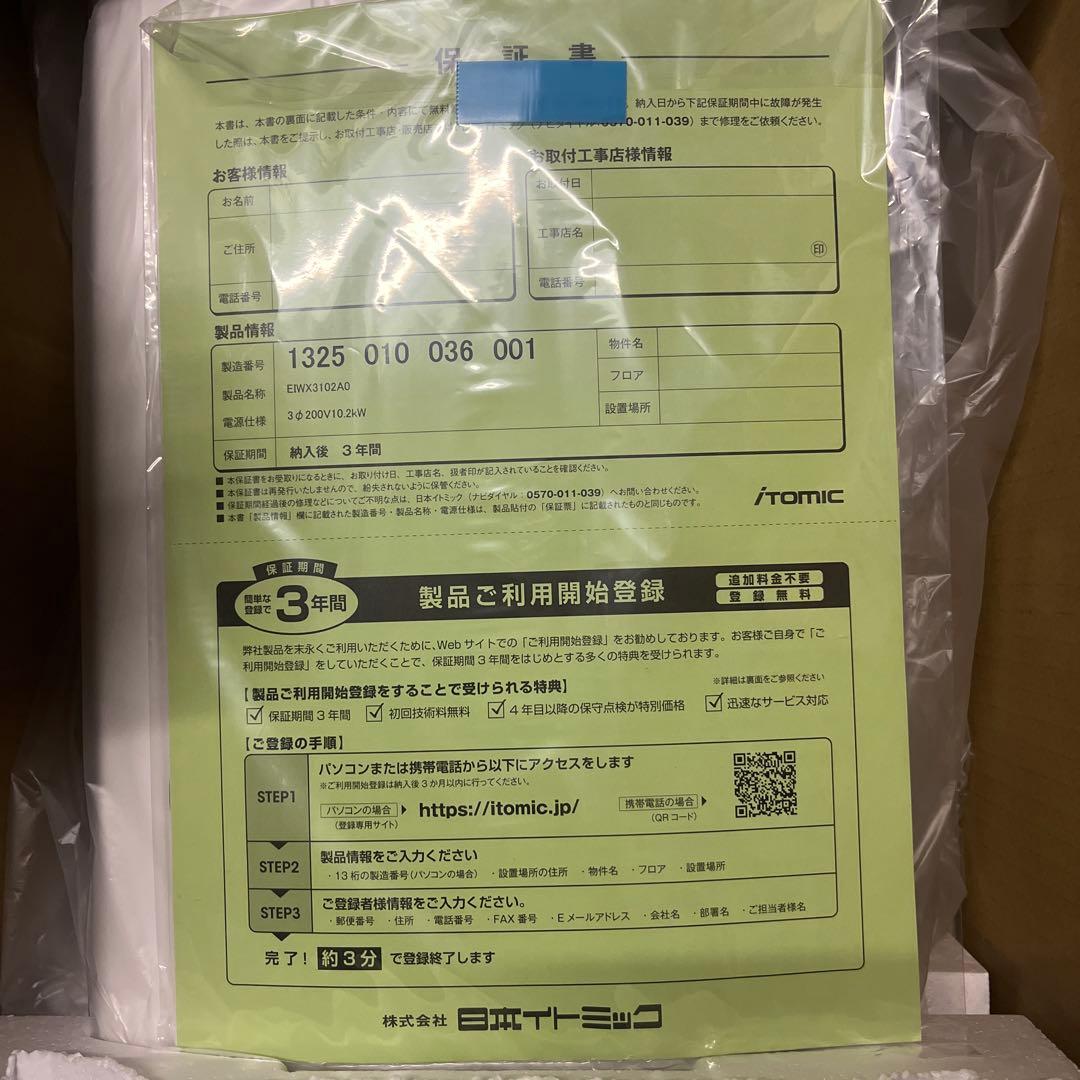 保証書
本書は、本書の裏面に記載した条件・内容にて無料 納入日から下記保証期間中に故障が発生
した際は、本書をご提示し、お取付工事店・販売店 (ナビダイヤル:0570-011-039)まで修理をご依頼ください。
お客様情報
お名前
ご住所
電話番号
お取付工事店様情報
お取付日
工事店名
印
電話番号
製品情報
製造番号 1325 010 036 001
製品名称 EIWX3102A0
電源仕様 3φ200V10.2kW
保証期間 納入後 3年間
物件名
フロア
設置場所
■本保証書をお受取りになるときに、お取り付け日、工事店名、扱者印が記入されていることを確認ください。
■本保証書は再発行いたしませんので、紛失されないように保管ください。
■保証期間経過後の修理などについてご不明な点は、日本イトミック(ナビダイヤル:0570-011-039)へお問い合わせください。
■本書「製品情報」欄に記載された製造番号・製品名称・電源仕様は、製品貼付の「保証票」に記されたものと同じものです。
iTOMIC
保証期間
簡単な登録で 3年間
製品ご利用開始登録
追加料金不要
登録無料
弊社製品を末永くご利用いただくために、Webサイトでの「ご利用開始登録」をお勧めしております。お客様ご自身で「ご
利用開始登録」をしていただくことで、保証期間3年間をはじめとする多くの特典を受けられます。
※詳細は裏面をご参照ください
【製品ご利用開始登録をすることで受けられる特典】
☑保証期間3年間 ☑初回技術料無料 ☑4年目以降の保守点検が特別価格 ☑迅速なサービス対応
【ご登録の手順】
STEP1
パソコンまたは携帯電話から以下にアクセスをします
※ご利用開始登録は納入後3か月以内に行ってください。
パソコンの場合 https://itomic.jp/ 携帯電話の場合
(登録専用サイト) (QRコード)
STEP2
製品情報をご入力ください
・13桁の製造番号(パソコンの場合) ・設置場所の住所 ・物件名 ・フロア ・設置場所
STEP3
ご登録者様情報をご入力ください。
・郵便番号 ・住所 ・電話番号 ・FAX番号 ・Eメールアドレス ・会社名 ・部署名 ・ご担当者様名
完了! 約3分 で登録終了します
株式会社 日本イトミック